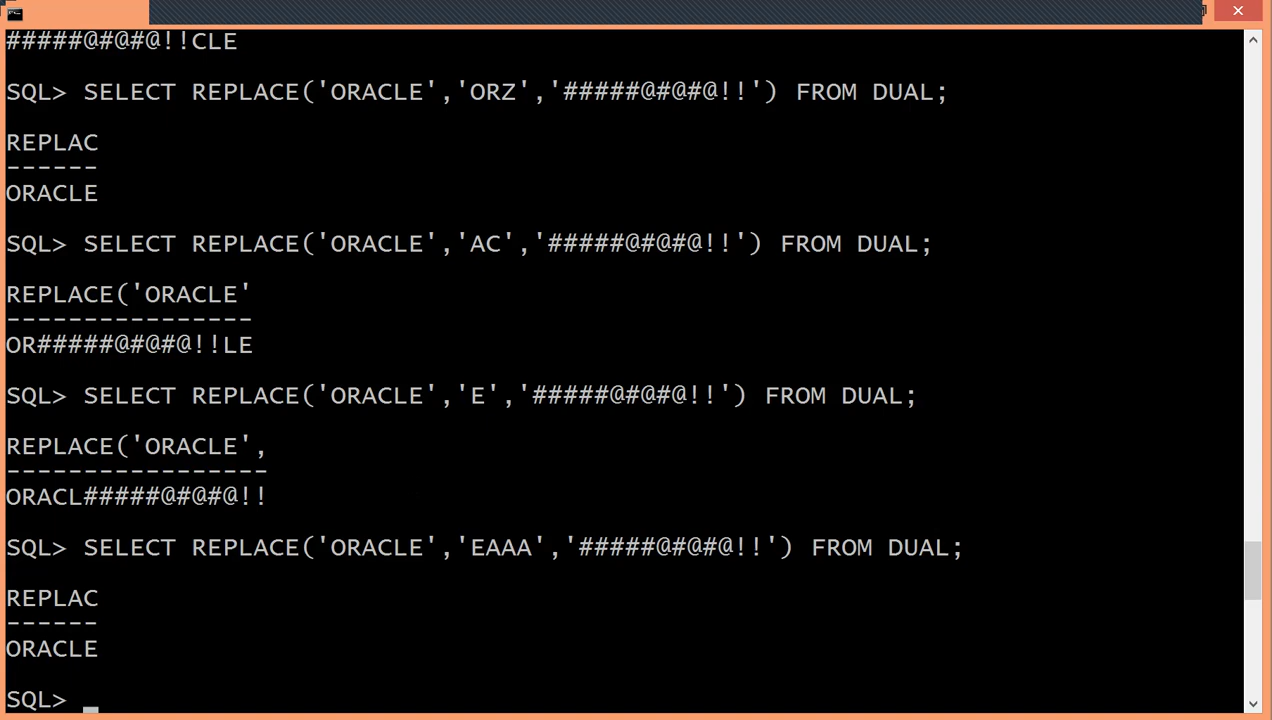 #####@#@#@!!CLE
SQL> SELECT REPLACE('ORACLE','ORZ','#####@#@#@!!') FROM DUAL;
REPLAC
------
ORACLE
SQL> SELECT REPLACE('ORACLE','AC','#####@#@#@!!') FROM DUAL;
REPLACE('ORACLE'
----------------
OR#####@#@#@!!LE
SQL> SELECT REPLACE('ORACLE','E','#####@#@#@!!') FROM DUAL;
REPLACE('ORACLE',
-----------------
ORACL#####@#@#@!!
SQL> SELECT REPLACE('ORACLE','EAAA','#####@#@#@!!') FROM DUAL;
REPLAC
------
ORACLE
SQL> _